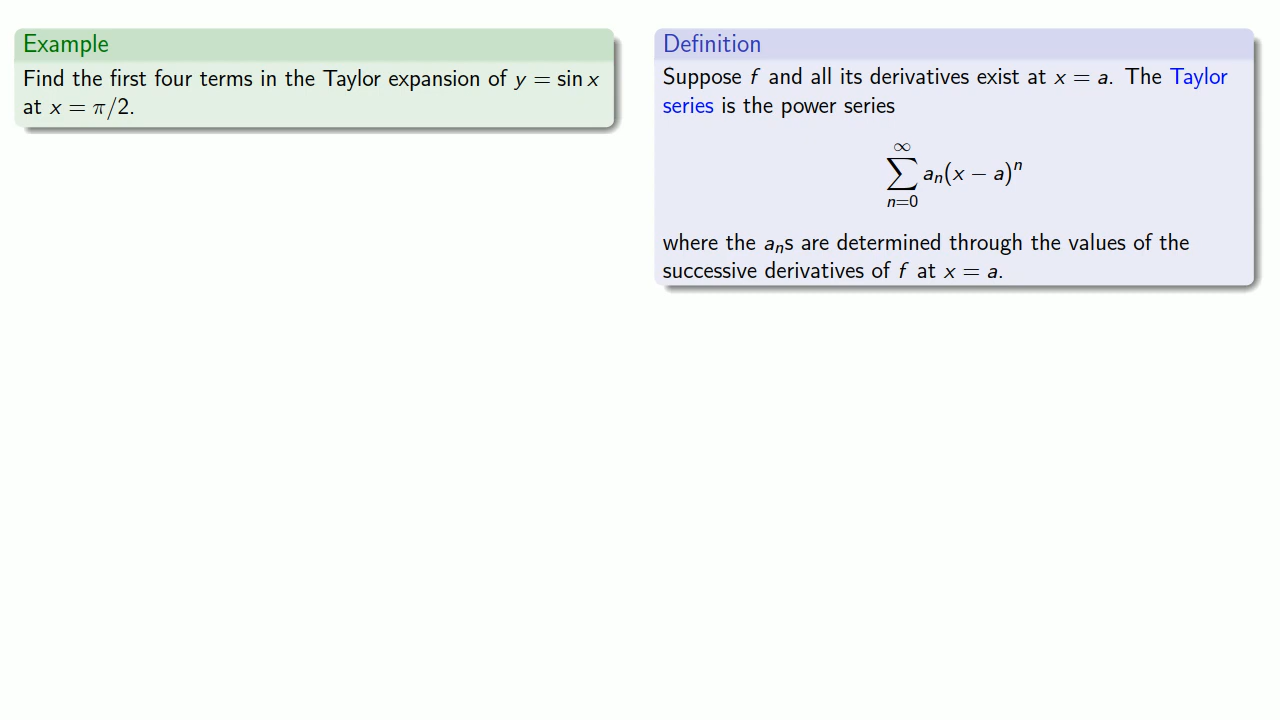 Example
Find the first four terms in the Taylor expansion of y = sin x
at x = π/2.
Definition
Suppose f and all its derivatives exist at x = a. The Taylor
series is the power series
∞
∑ aₙ(x − a)ⁿ
n=0
where the aₙs are determined through the values of the
successive derivatives of f at x = a.